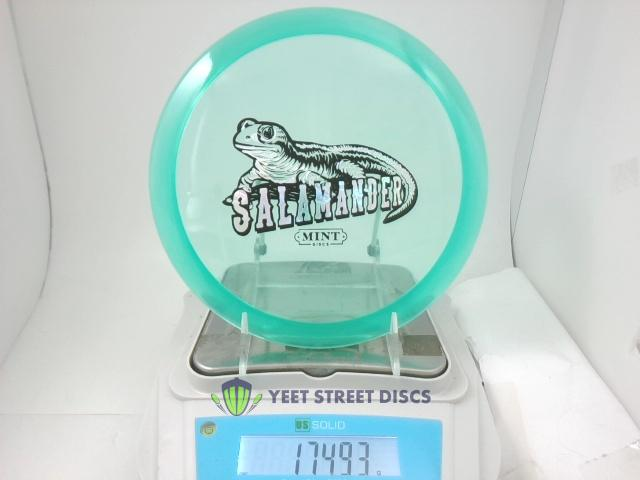 SALAMANDER
MINT
DISCS
YEET STREET DISCS
US SOLID
174.93 g